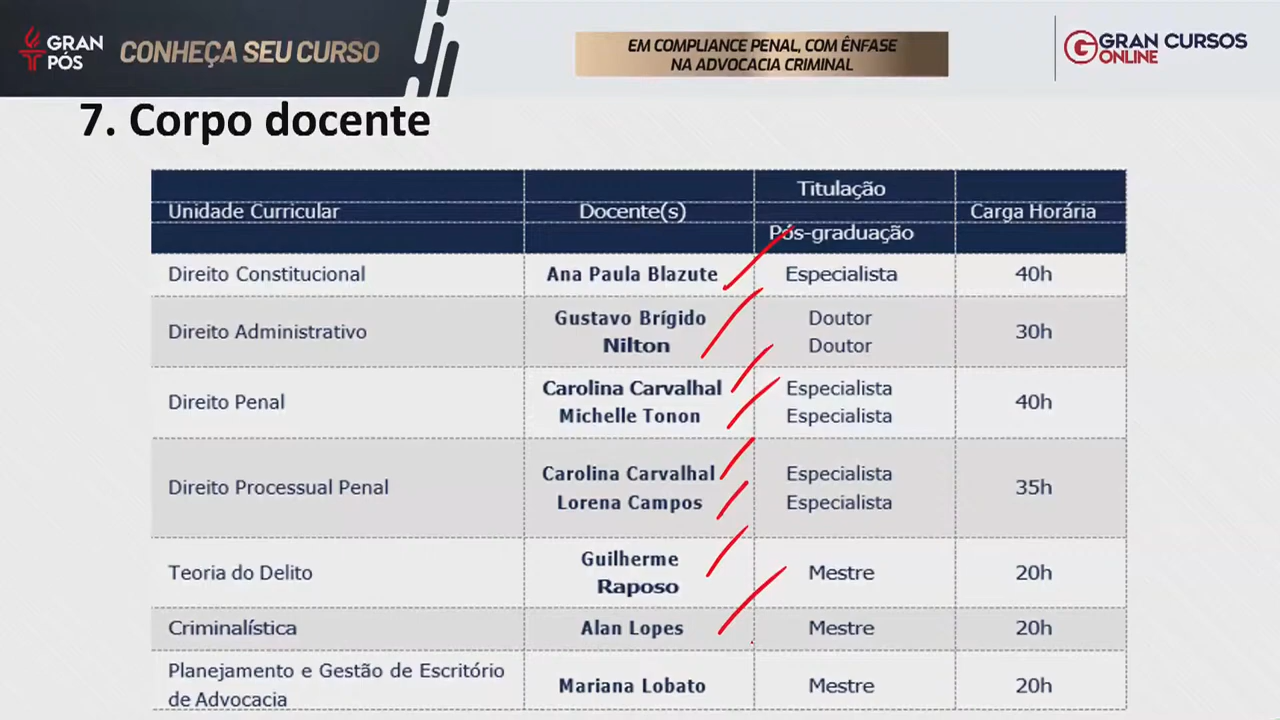 GRAN
PÓS
CONHEÇA SEU CURSO
EM COMPLIANCE PENAL, COM ÊNFASE
NA ADVOCACIA CRIMINAL
GRAN CURSOS
ONLINE
7. Corpo docente
Unidade Curricular
Docente(s)
Titulação
Pós-graduação
Carga Horária
Direito Constitucional
Ana Paula Blazute
Especialista
40h
Direito Administrativo
Gustavo Brígido
Nilton
Doutor
Doutor
30h
Direito Penal
Carolina Carvalhal
Michelle Tonon
Especialista
Especialista
40h
Direito Processual Penal
Carolina Carvalhal
Lorena Campos
Especialista
Especialista
35h
Teoria do Delito
Guilherme
Raposo
Mestre
20h
Criminalística
Alan Lopes
Mestre
20h
Planejamento e Gestão de Escritório
de Advocacia
Mariana Lobato
Mestre
20h